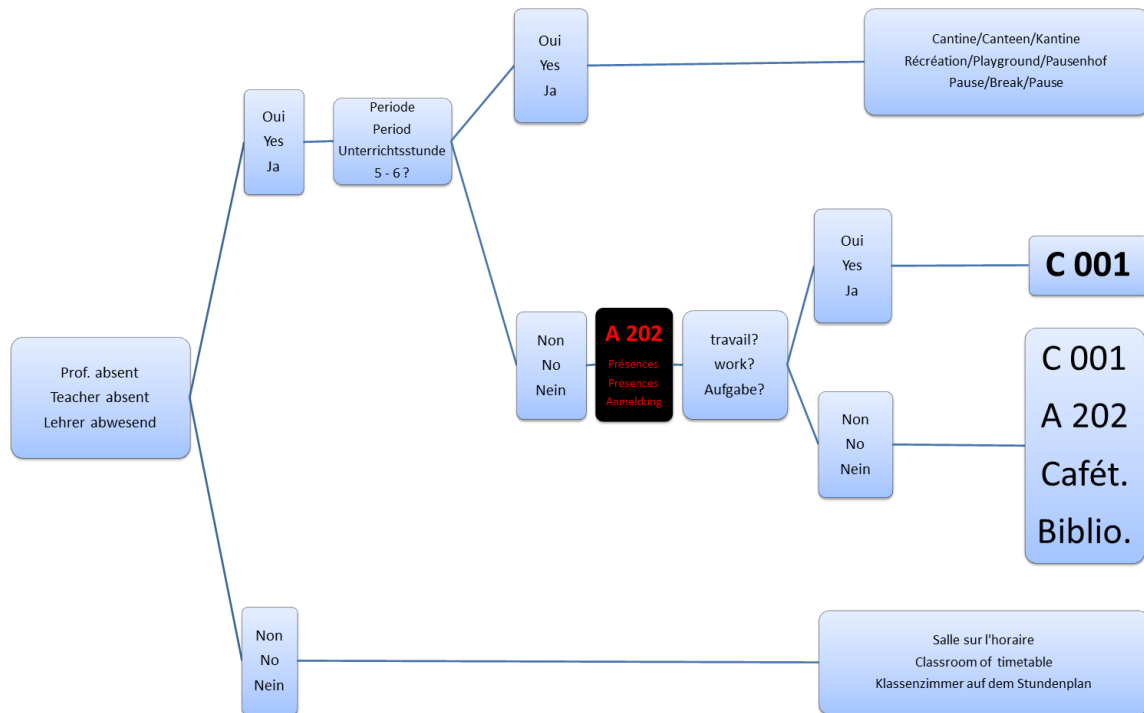 Prof. absent
Teacher absent
Lehrer abwesend
Oui
Yes
Ja
Periode
Period
Unterrichtsstunde
5 - 6 ?
Oui
Yes
Ja
Cantine/Canteen/Kantine
Récréation/Playground/Pausenhof
Pause/Break/Pause
Non
No
Nein
A 202
Présences
Presences
Anmeldung
travail?
work?
Aufgabe?
Oui
Yes
Ja
C 001
Non
No
Nein
C 001
A 202
Cafét.
Biblio.
Non
No
Nein
Salle sur l'horaire
Classroom of timetable
Klassenzimmer auf dem Stundenplan